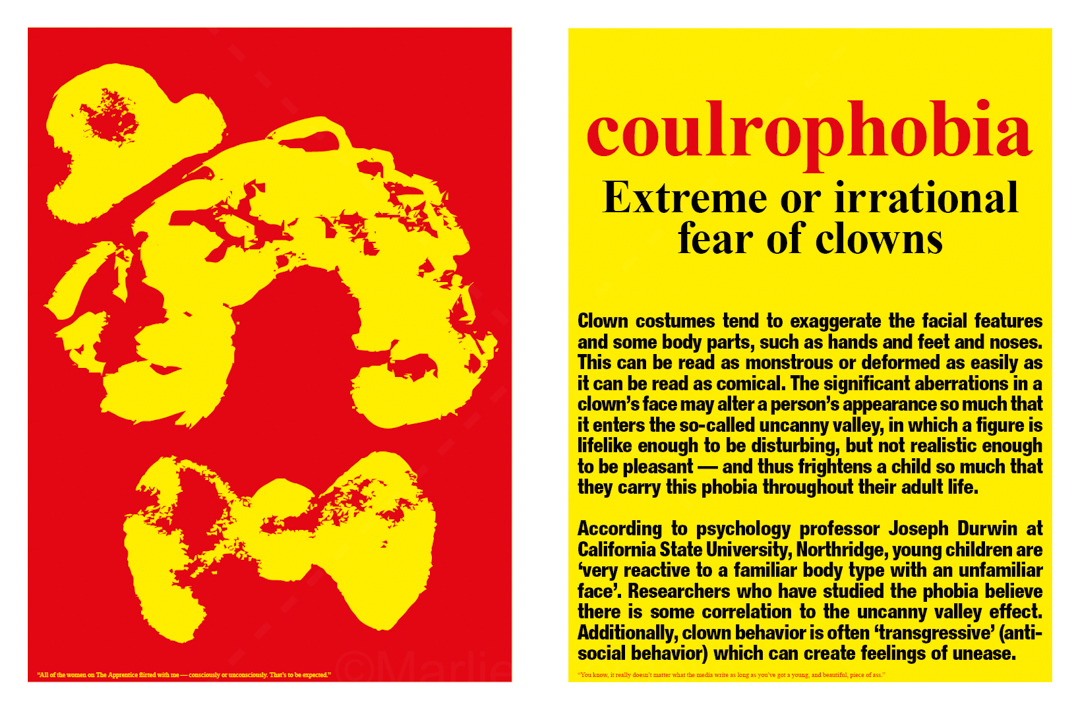 "All of the women on The Apprentice flirted with me — consciously or unconsciously. That's to be expected."
©Marlie
coulrophobia
Extreme or irrational
fear of clowns
Clown costumes tend to exaggerate the facial features
and some body parts, such as hands and feet and noses.
This can be read as monstrous or deformed as easily as
it can be read as comical. The significant aberrations in a
clown's face may alter a person's appearance so much that
it enters the so-called uncanny valley, in which a figure is
lifelike enough to be disturbing, but not realistic enough
to be pleasant — and thus frightens a child so much that
they carry this phobia throughout their adult life.
According to psychology professor Joseph Durwin at
California State University, Northridge, young children are
'very reactive to a familiar body type with an unfamiliar
face'. Researchers who have studied the phobia believe
there is some correlation to the uncanny valley effect.
Additionally, clown behavior is often 'transgressive' (anti-
social behavior) which can create feelings of unease.
"You know, it really doesn't matter what the media write as long as you've got a young, and beautiful, piece of ass."